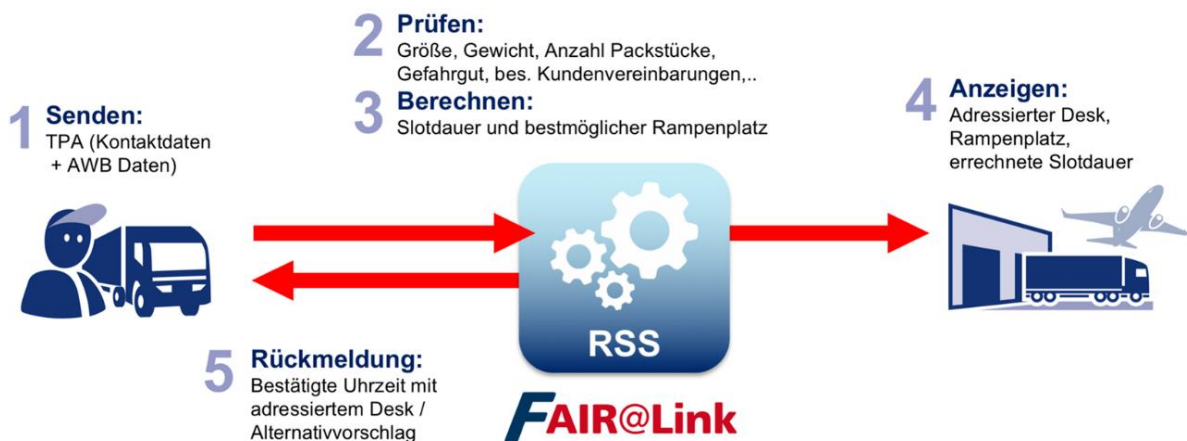 1 Senden:
TPA (Kontaktdaten
+ AWB Daten)
2 Prüfen:
Größe, Gewicht, Anzahl Packstücke,
Gefahrgut, bes. Kundenvereinbarungen,..
3 Berechnen:
Slotdauer und bestmöglicher Rampenplatz
4 Anzeigen:
Adressierter Desk,
Rampenplatz,
errechnete Slotdauer
RSS
5 Rückmeldung:
Bestätigte Uhrzeit mit
adressiertem Desk /
Alternativvorschlag
FAIR@Link